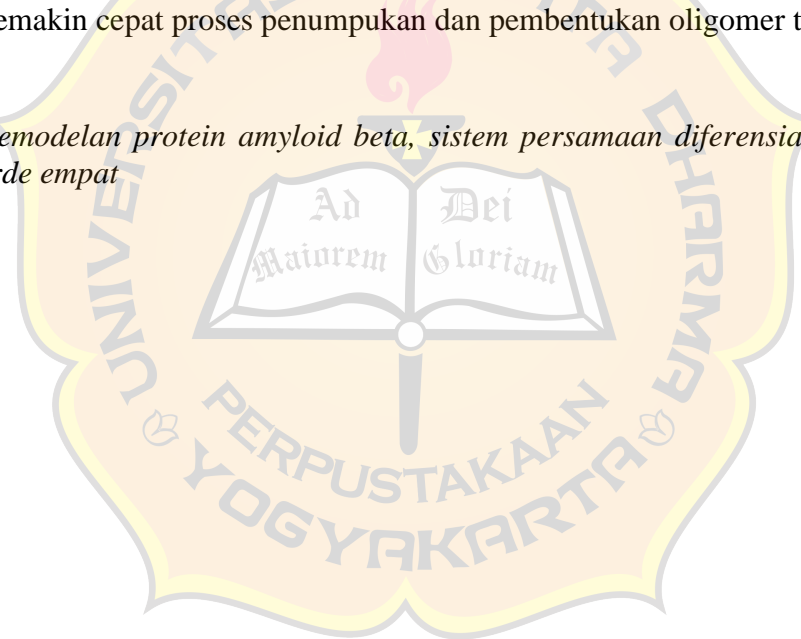 emakin cepat proses penumpukan dan pembentukan oligomer t
emodelan protein amyloid beta, sistem persamaan diferensia
rde empat
Ad Dei
Maiorem Gloriam
PERPUSTAKAAN
YOGYAKARTA
DHARMA